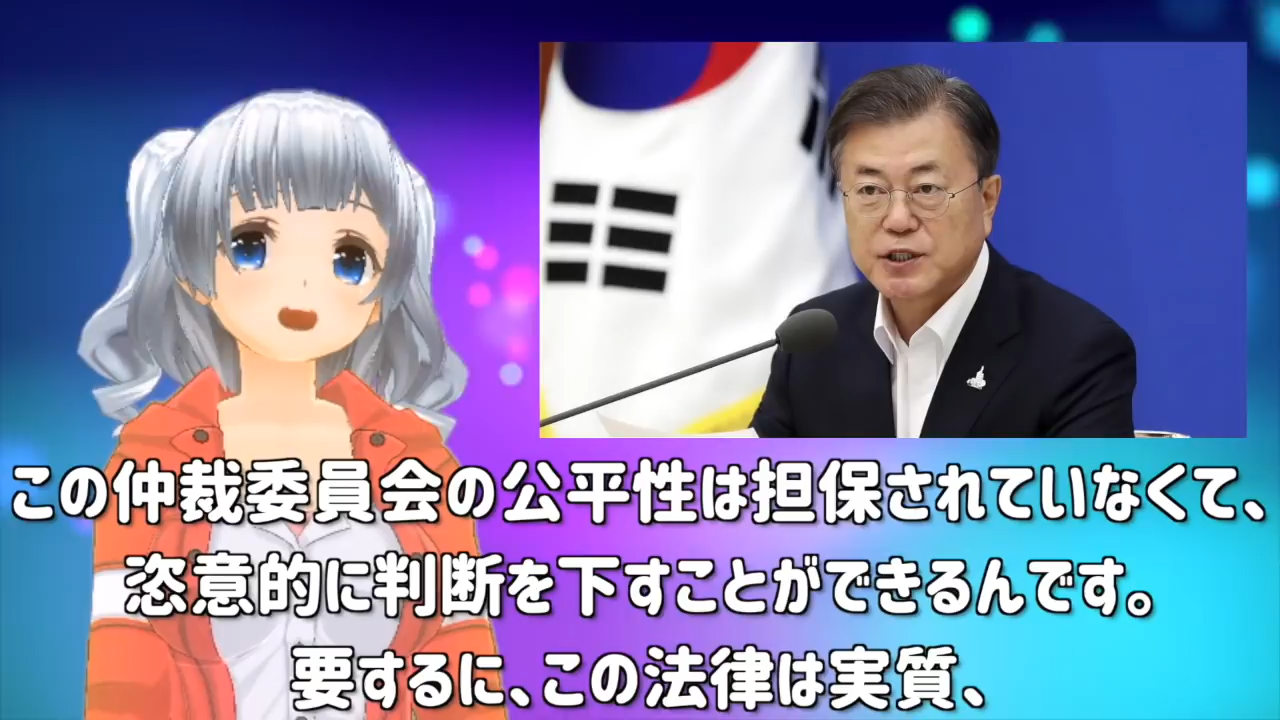 この仲裁委員会の公平性は担保されていなくて、
恣意的に判断を下すことができるんです。
要するに、この法律は実質、